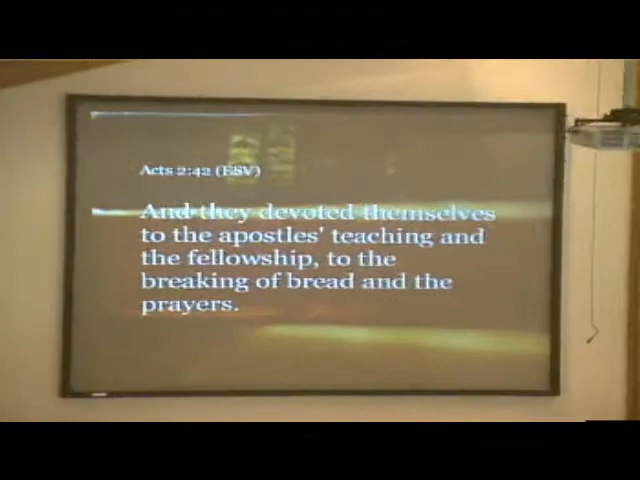 Acts 2:42 (ESV)
And they devoted themselves
to the apostles' teaching and
the fellowship, to the
breaking of bread and the
prayers.